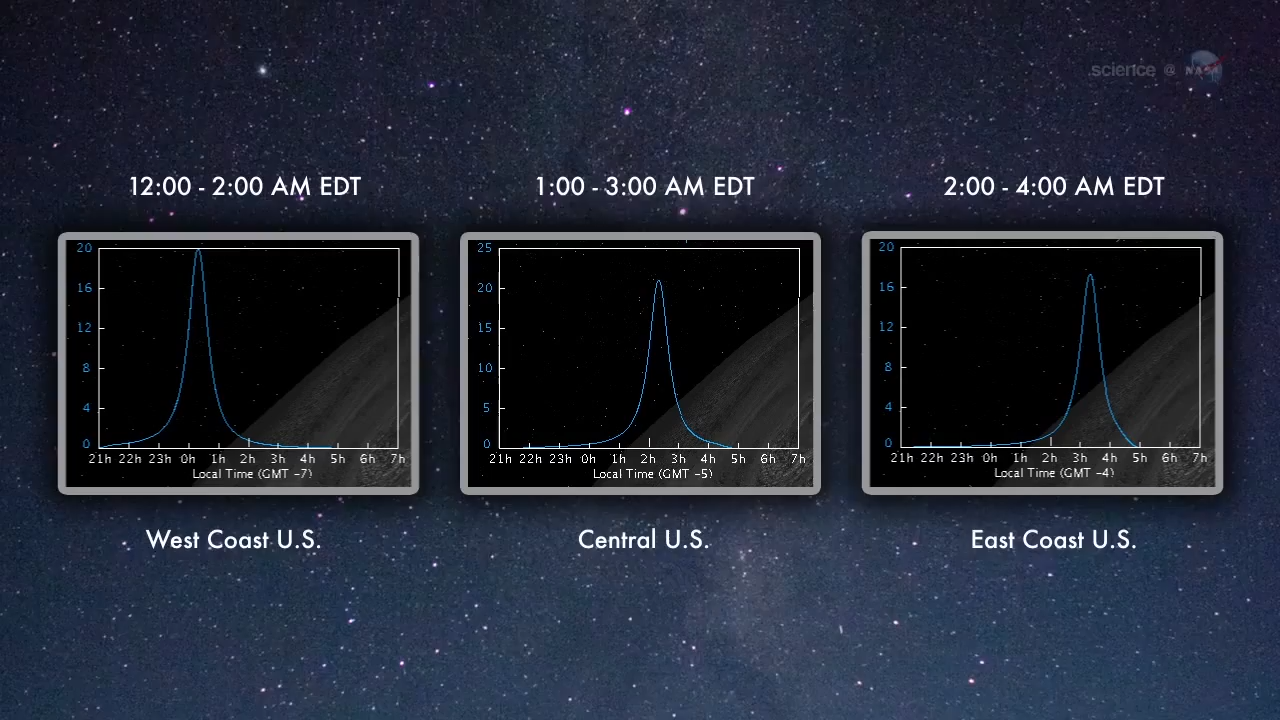 science @ NASA
12:00 - 2:00 AM EDT
1:00 - 3:00 AM EDT
2:00 - 4:00 AM EDT
20
16
12
8
4
0
21h 22h 23h 0h 1h 2h 3h 4h 5h 6h 7h
Local Time (GMT -7)
25
20
15
10
5
0
21h 22h 23h 0h 1h 2h 3h 4h 5h 6h 7h
Local Time (GMT -5)
20
16
12
8
4
0
21h 22h 23h 0h 1h 2h 3h 4h 5h 6h 7h
Local Time (GMT -4)
West Coast U.S.
Central U.S.
East Coast U.S.